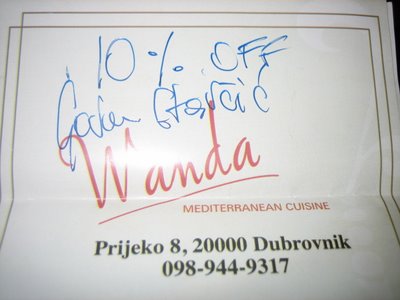 10% OFF
Wanda
MEDITERRANEAN CUISINE
Prijeko 8, 20000 Dubrovnik
098-944-9317